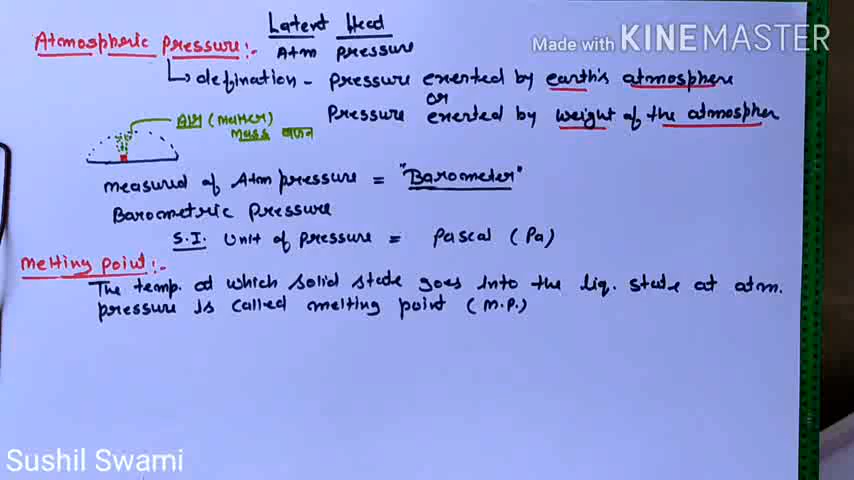 Latent Head
Made with KINEMASTER
Atmospheric Pressure :-
Atm Pressure
defination - Pressure exerted by earth's atmosphere
or
Pressure exerted by weight of the atmospher
AIR (Matter)
Mass वजन
measured of Atm pressure = "Barometer"
Barometric Pressure
S.I. Unit of pressure = Pascal (Pa)
Melting point :-
The temp. at which solid state goes into the liq. state at atm.
pressure is called melting point (M.P.)
Sushil Swami